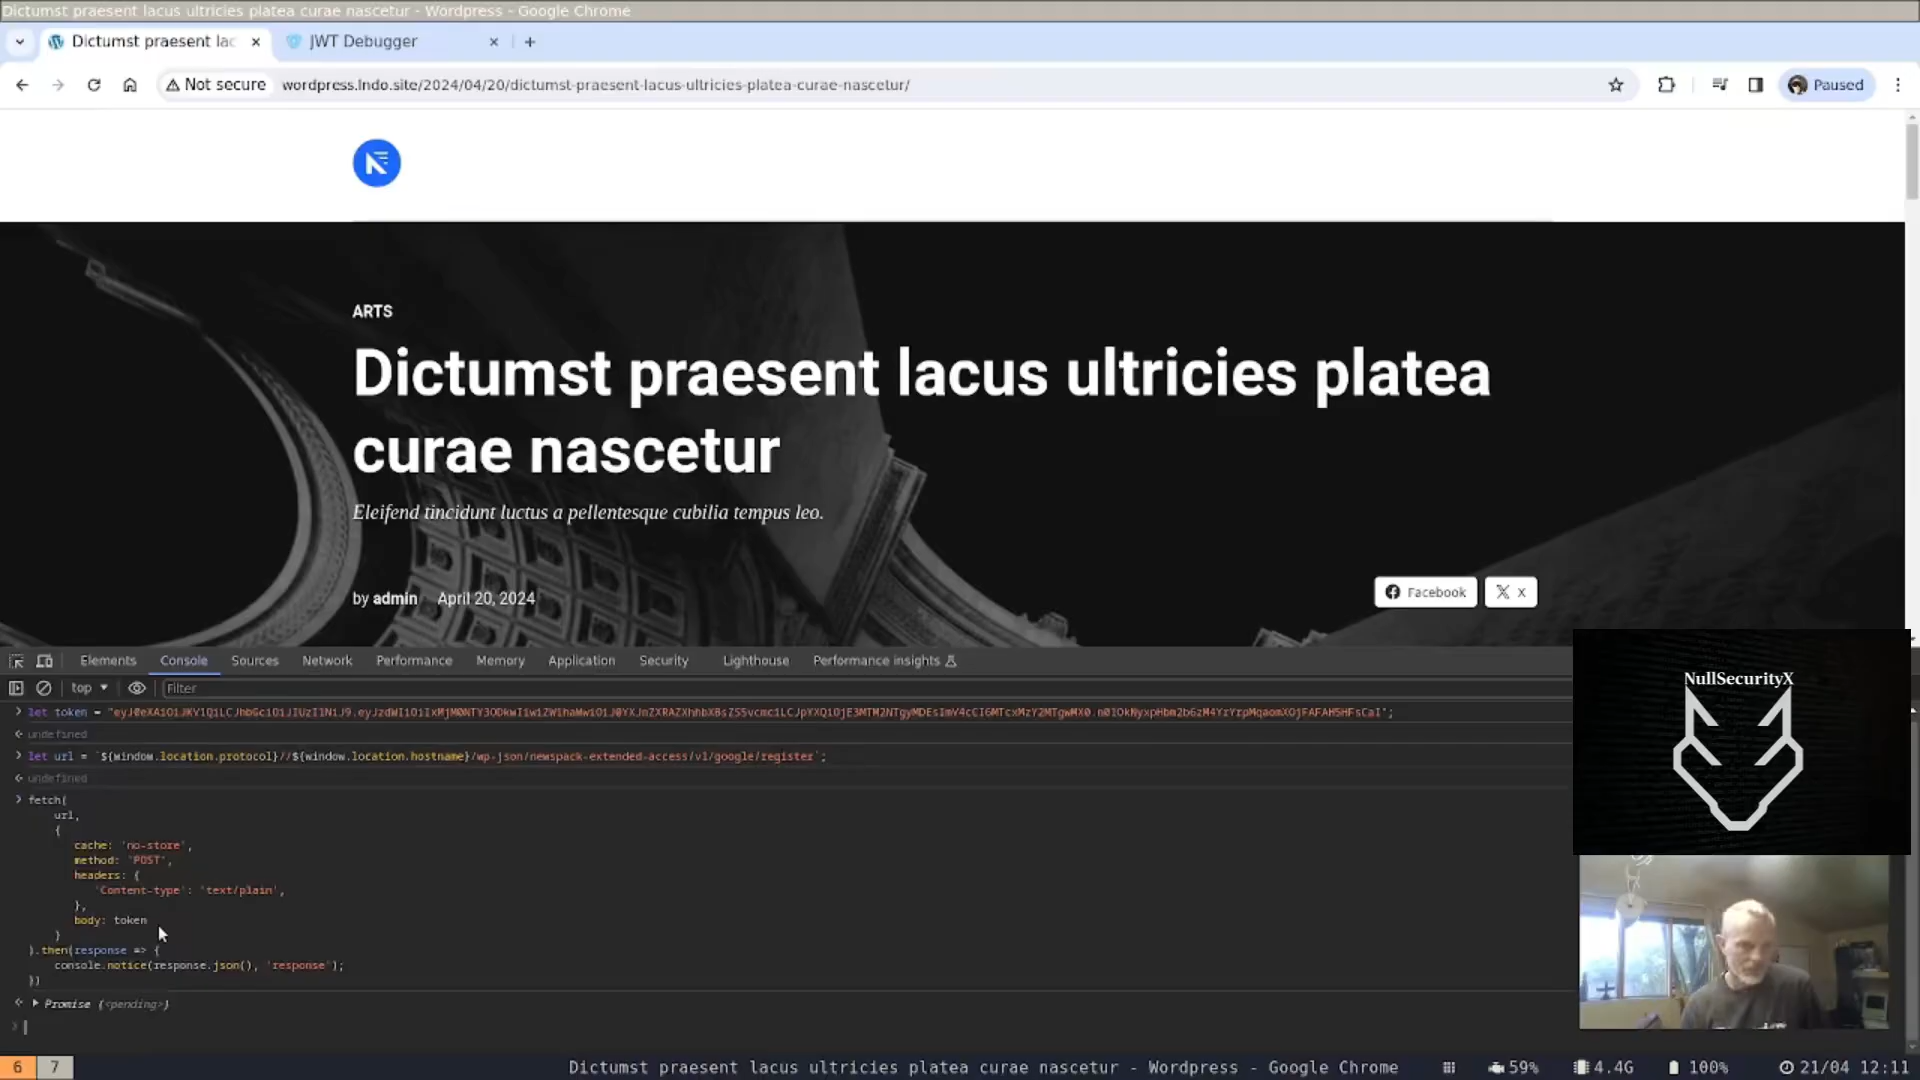 Dictumst praesent lacus ultricies platea curae nascetur - Wordpress - Google Chrome
Dictumst praesent lac
JWT Debugger
Not secure
wordpress.lndo.site/2024/04/20/dictumst-praesent-lacus-ultricies-platea-curae-nascetur/
Paused
ARTS
Dictumst praesent lacus ultricies platea
curae nascetur
Eleifend tincidunt luctus a pellentesque cubilia tempus leo.
by admin April 20, 2024
Facebook
X
Elements Console Sources Network Performance Memory Application Security Lighthouse Performance insights
top
Filter
let token =
undefined
let url = `${window.location.protocol}//${window.location.hostname}/wp-json/newspack-extended-access/v1/google/register`;
undefined
fetch(
url,
{
cache: 'no-store',
method: 'POST',
headers: {
'Content-type': 'text/plain',
},
body: token
}
).then(response => {
console.notice(response.json(), 'response');
})
Promise {<pending>}
NullSecurityX
6 7 Dictumst praesent lacus ultricies platea curae nascetur - Wordpress - Google Chrome 59% 4.4G 100% 21/04 12:11